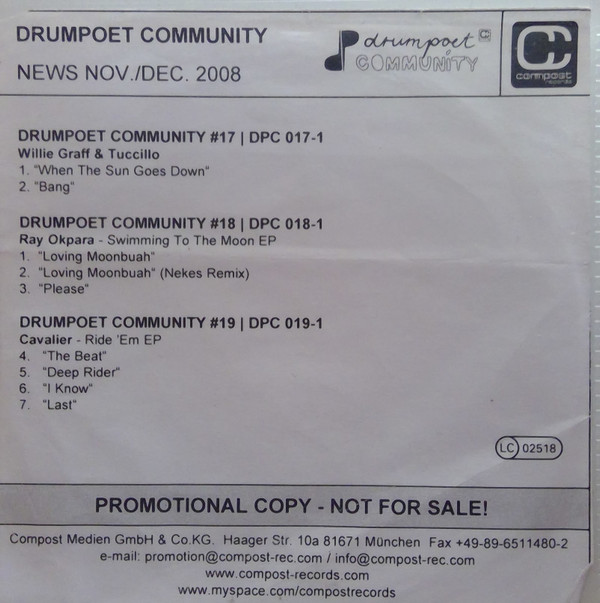 DRUMPOET COMMUNITY
NEWS NOV./DEC. 2008
drumpoet
COMMUNITY
compost
records
DRUMPOET COMMUNITY #17 | DPC 017-1
Willie Graff & Tuccillo
1. "When The Sun Goes Down"
2. "Bang"
DRUMPOET COMMUNITY #18 | DPC 018-1
Ray Okpara - Swimming To The Moon EP
1. "Loving Moonbuah"
2. "Loving Moonbuah" (Nekes Remix)
3. "Please"
DRUMPOET COMMUNITY #19 | DPC 019-1
Cavalier - Ride 'Em EP
4. "The Beat"
5. "Deep Rider"
6. "I Know"
7. "Last"
LC 02518
PROMOTIONAL COPY - NOT FOR SALE!
Compost Medien GmbH & Co.KG. Haager Str. 10a 81671 München Fax +49-89-6511480-2
e-mail: promotion@compost-rec.com / info@compost-rec.com
www.compost-records.com
www.myspace.com/compostrecords